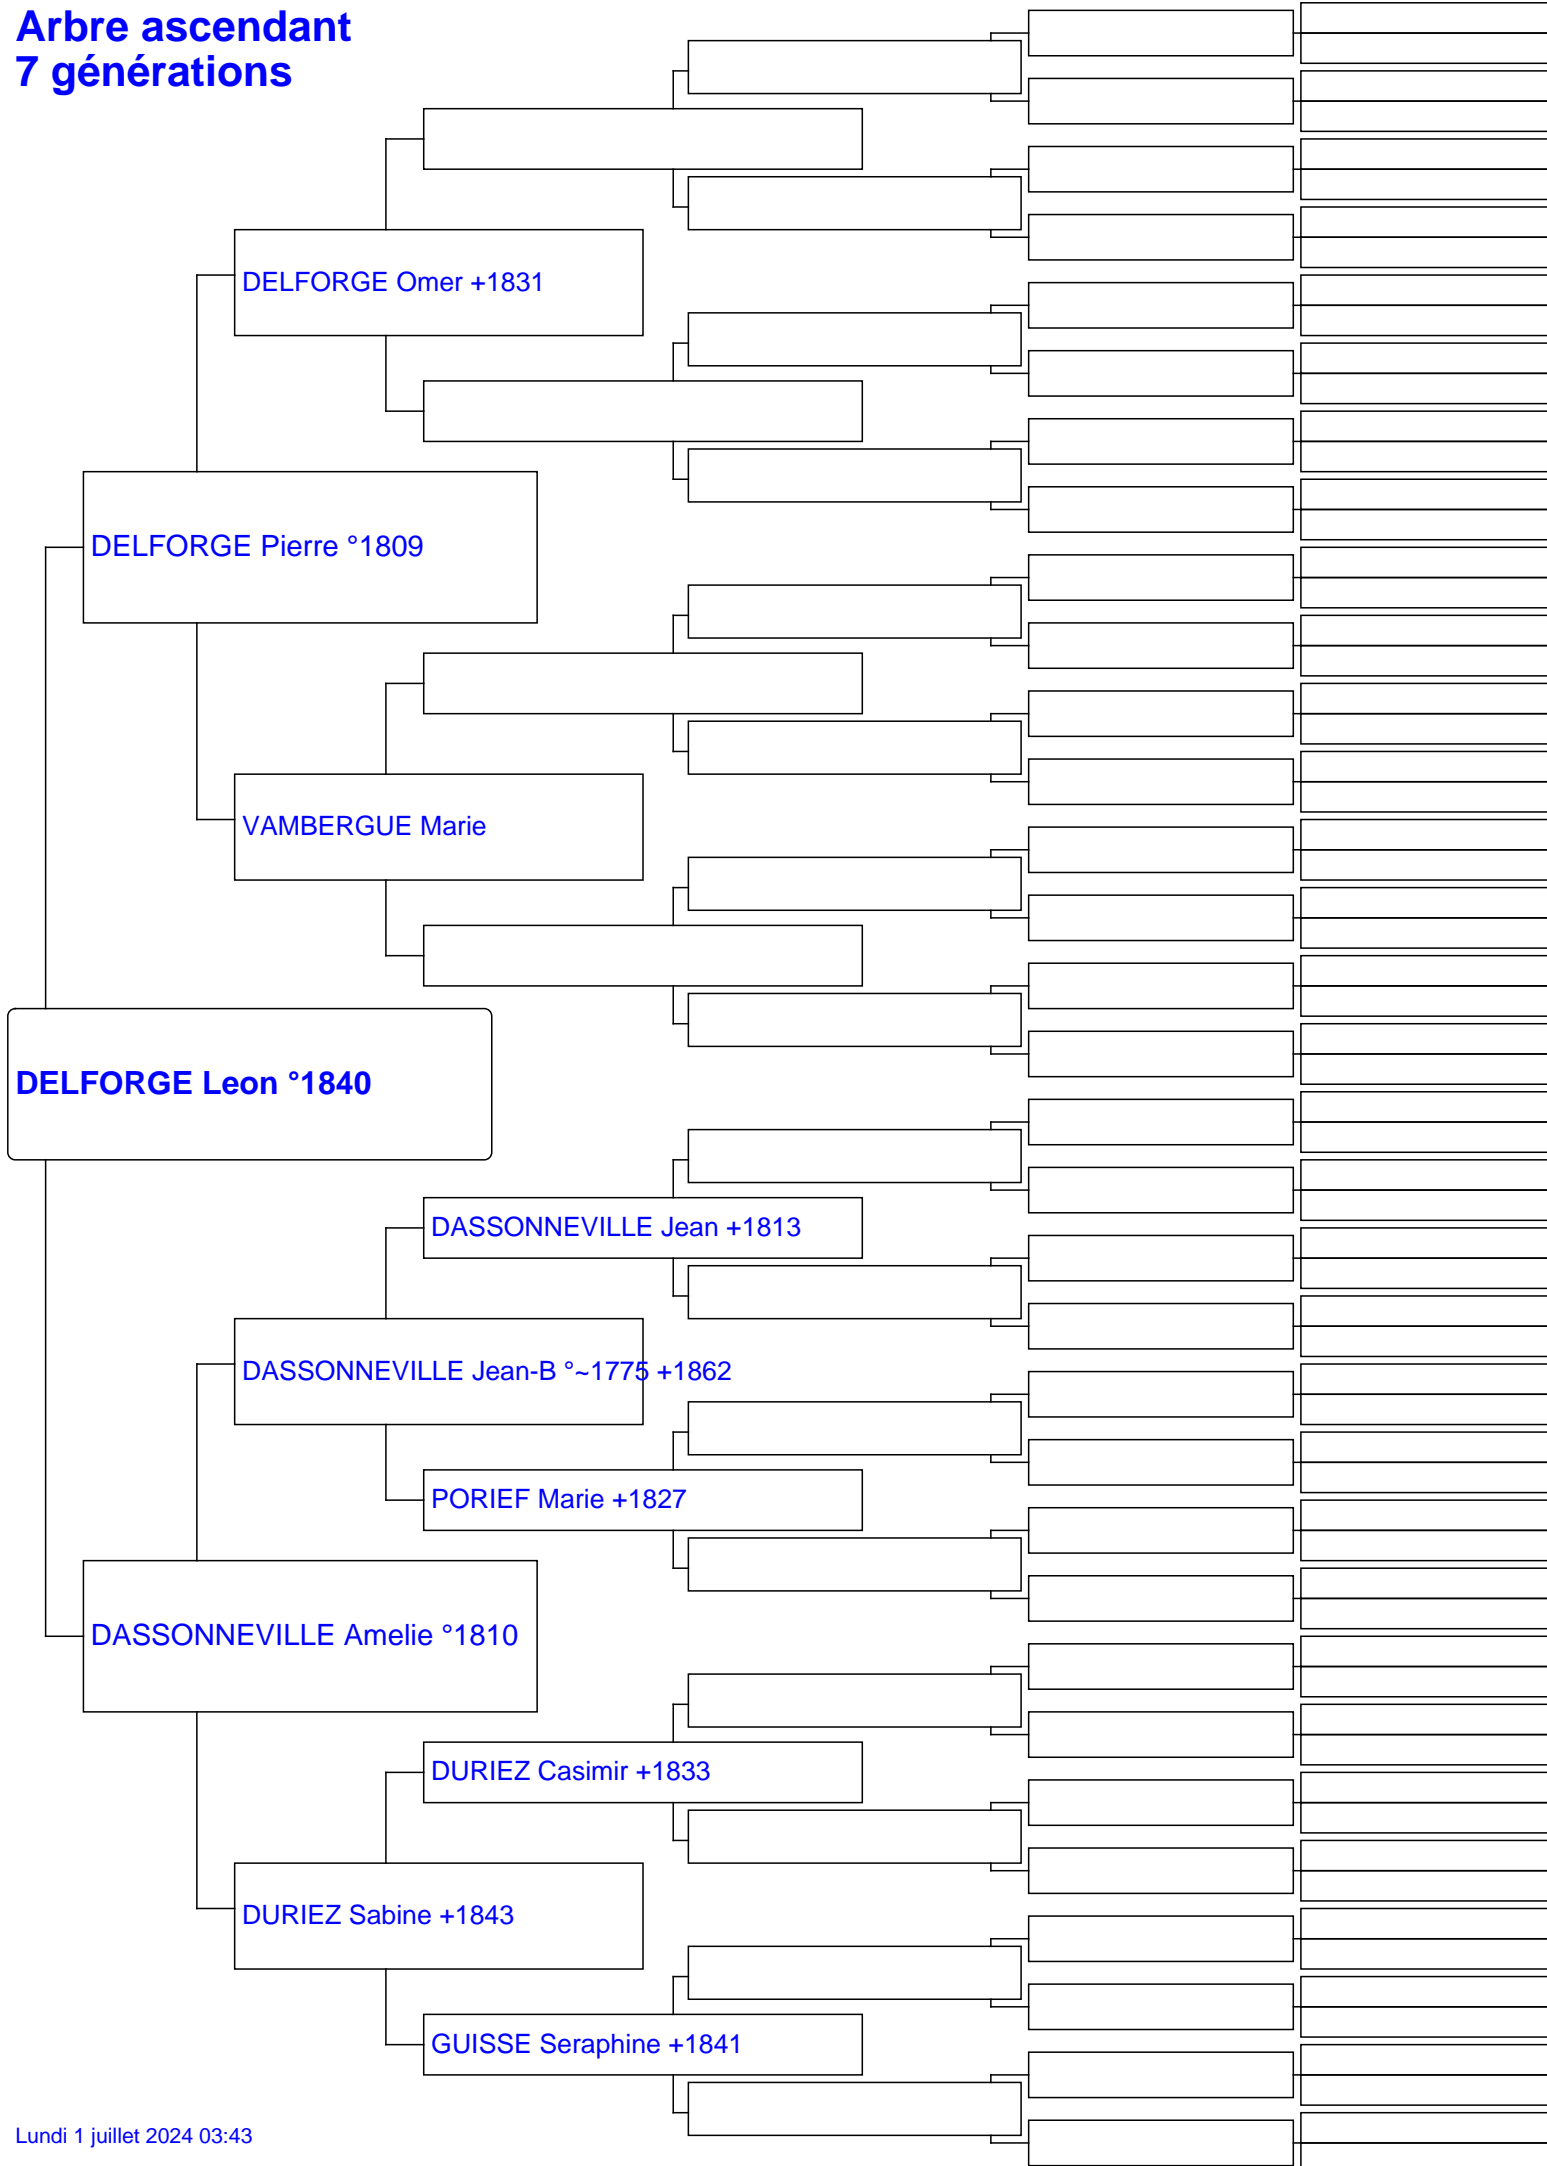 Arbre ascendant
7 générations
DELFORGE Omer +1831
DELFORGE Pierre °1809
VAMBERGUE Marie
DELFORGE Leon °1840
DASSONNEVILLE Jean +1813
DASSONNEVILLE Jean-B °~1775 +1862
PORIEF Marie +1827
DASSONNEVILLE Amelie °1810
DURIEZ Casimir +1833
DURIEZ Sabine +1843
GUISSE Seraphine +1841
Lundi 1 juillet 2024 03:43